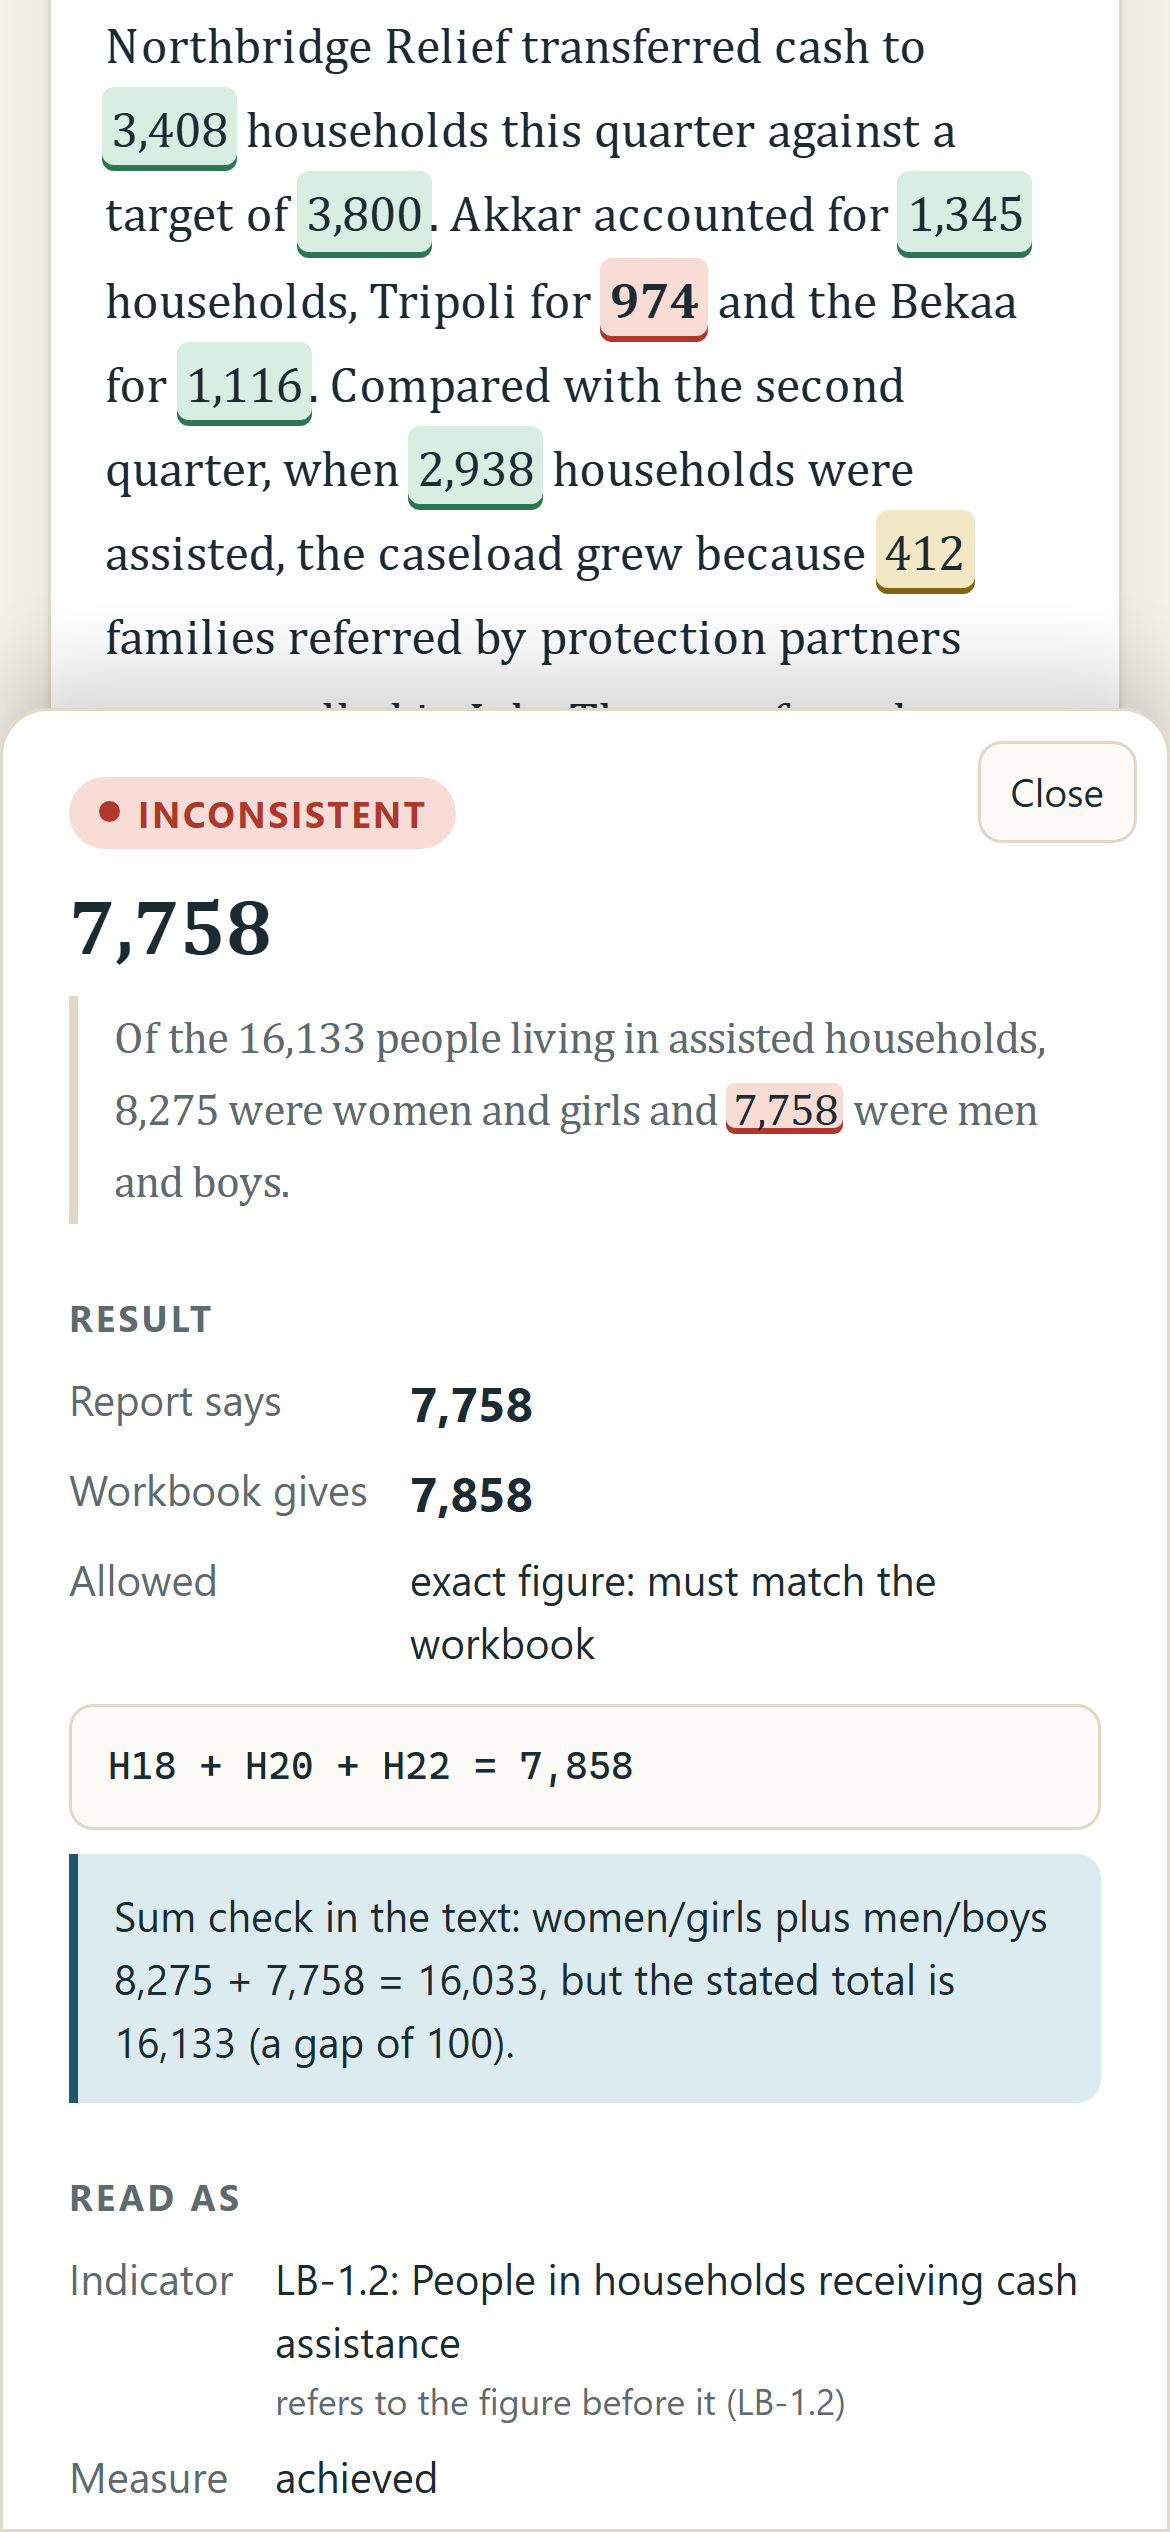 Northbridge Relief transferred cash to
3,408 households this quarter against a
target of 3,800. Akkar accounted for 1,345
households, Tripoli for 974 and the Bekaa
for 1,116. Compared with the second
quarter, when 2,938 households were
assisted, the caseload grew because 412
families referred by protection partners
Close
INCONSISTENT
7,758
Of the 16,133 people living in assisted households,
8,275 were women and girls and 7,758 were men
and boys.
RESULT
Report says 7,758
Workbook gives 7,858
Allowed exact figure: must match the
workbook
H18 + H20 + H22 = 7,858
Sum check in the text: women/girls plus men/boys
8,275 + 7,758 = 16,033, but the stated total is
16,133 (a gap of 100).
READ AS
Indicator LB-1.2: People in households receiving cash
assistance
refers to the figure before it (LB-1.2)
Measure achieved